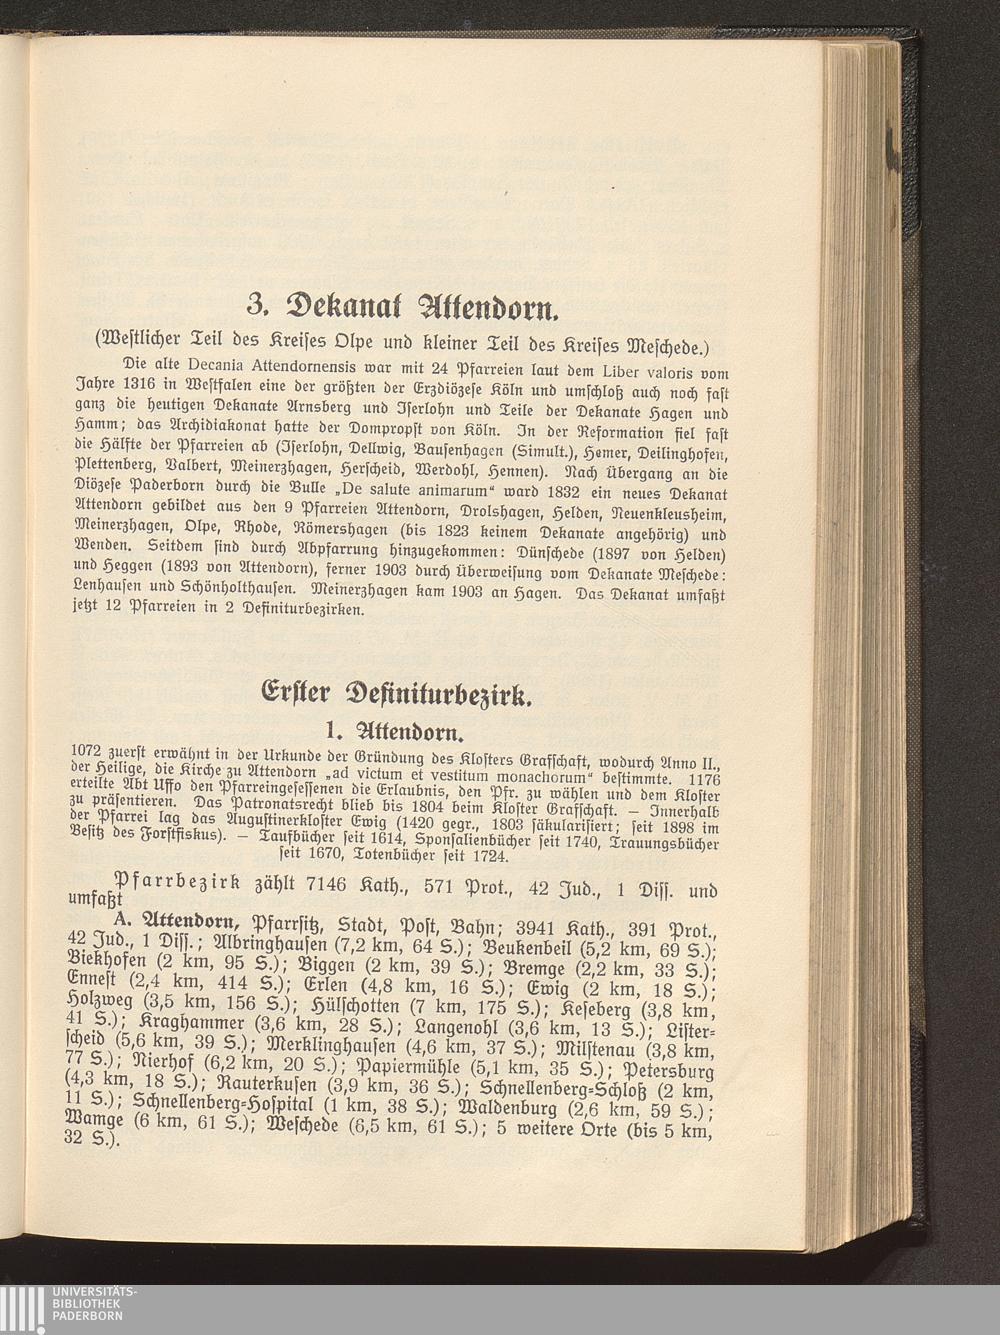 3. Dekanat Attendorn.
(Westlicher Teil des Kreises Olpe und kleiner Teil des Kreises Meschede.)
Die alte Decania Attendornensis war mit 24 Pfarreien laut dem Liber valoris vom
Jahre 1316 in Westfalen eine der größten der Erzdiözese Köln und umschloß auch noch fast
ganz die heutigen Dekanate Arnsberg und Iserlohn und Teile der Dekanate Hagen und
Hamm; das Archidiakonat hatte der Dompropst von Köln. In der Reformation fiel fast
die Hälfte der Pfarreien ab (Iserlohn, Dellwig, Bausenhagen (Simult.), Hemer, Deilinghofen,
Plettenberg, Valbert, Meinerzhagen, Herscheid, Werdohl, Hennen). Nach Übergang an die
Diözese Paderborn durch die Bulle „De salute animarum“ ward 1832 ein neues Dekanat
Attendorn gebildet aus den 9 Pfarreien Attendorn, Drolshagen, Helden, Neuenkleusheim,
Meinerzhagen, Olpe, Rhode, Römershagen (bis 1823 keinem Dekanate angehörig) und
Wenden. Seitdem sind durch Abpfarrung hinzugekommen: Dünschede (1897 von Helden)
und Heggen (1893 von Attendorn), ferner 1903 durch Überweisung vom Dekanate Meschede:
Lenhausen und Schönholthausen. Meinerzhagen kam 1903 an Hagen. Das Dekanat umfaßt
jetzt 12 Pfarreien in 2 Definiturbezirken.
Erster Definiturbezirk.
1. Attendorn.
1072 zuerst erwähnt in der Urkunde der Gründung des Klosters Grafschaft, wodurch Anno II.,
der Heilige, die Kirche zu Attendorn „ad victum et vestitum monachorum“ bestimmte. 1176
erteilte Abt Uffo den Pfarreingesessenen die Erlaubnis, den Pfr. zu wählen und dem Kloster
zu präsentieren. Das Patronatsrecht blieb bis 1804 beim Kloster Grafschaft. — Innerhalb
der Pfarrei lag das Augustinerkloster Ewig (1420 gegr., 1803 säkularisiert; seit 1898 im
Besitz des Forstfiskus). — Taufbücher seit 1614, Sponsalienbücher seit 1740, Trauungsbücher
seit 1670, Totenbücher seit 1724.
Pfarrbezirk zählt 7146 Kath., 571 Prot., 42 Jud., 1 Diss. und
umfaßt
A. Attendorn, Pfarrsitz, Stadt, Post, Bahn; 3941 Kath., 391 Prot.,
42 Jud., 1 Diss.; Albringhausen (7,2 km, 64 S.); Beukenbeil (5,2 km, 69 S.);
Biekhofen (2 km, 95 S.); Biggen (2 km, 39 S.); Bremge (2,2 km, 33 S.);
Ennest (2,4 km, 414 S.); Erlen (4,8 km, 16 S.); Ewig (2 km, 18 S.);
Holzweg (3,5 km, 156 S.); Hülschotten (7 km, 175 S.); Keseberg (3,8 km,
41 S.); Kraghammer (3,6 km, 28 S.); Langenohl (3,6 km, 13 S.); Lister-
scheid (5,6 km, 39 S.); Merklinghausen (4,6 km, 37 S.); Milstenau (3,8 km,
77 S.); Nierhof (6,2 km, 20 S.); Papiermühle (5,1 km, 35 S.); Petersburg
(4,3 km, 18 S.); Rauterkusen (3,9 km, 36 S.); Schnellenberg-Schloß (2 km,
11 S.); Schnellenberg-Hospital (1 km, 38 S.); Waldenburg (2,6 km, 59 S.);
Wamge (6 km, 61 S.); Weschede (6,5 km, 61 S.); 5 weitere Orte (bis 5 km,
32 S.).
UNIVERSITÄTS-
BIBLIOTHEK
PADERBORN